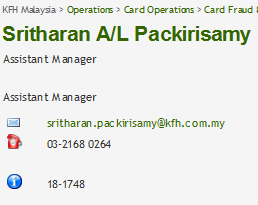 KFH Malaysia > Operations > Card Operations > Card Fraud
Sritharan A/L Packirisamy
Assistant Manager
Assistant Manager
sritharan.packirisamy@kfh.com.my
03-2168 0264
18-1748